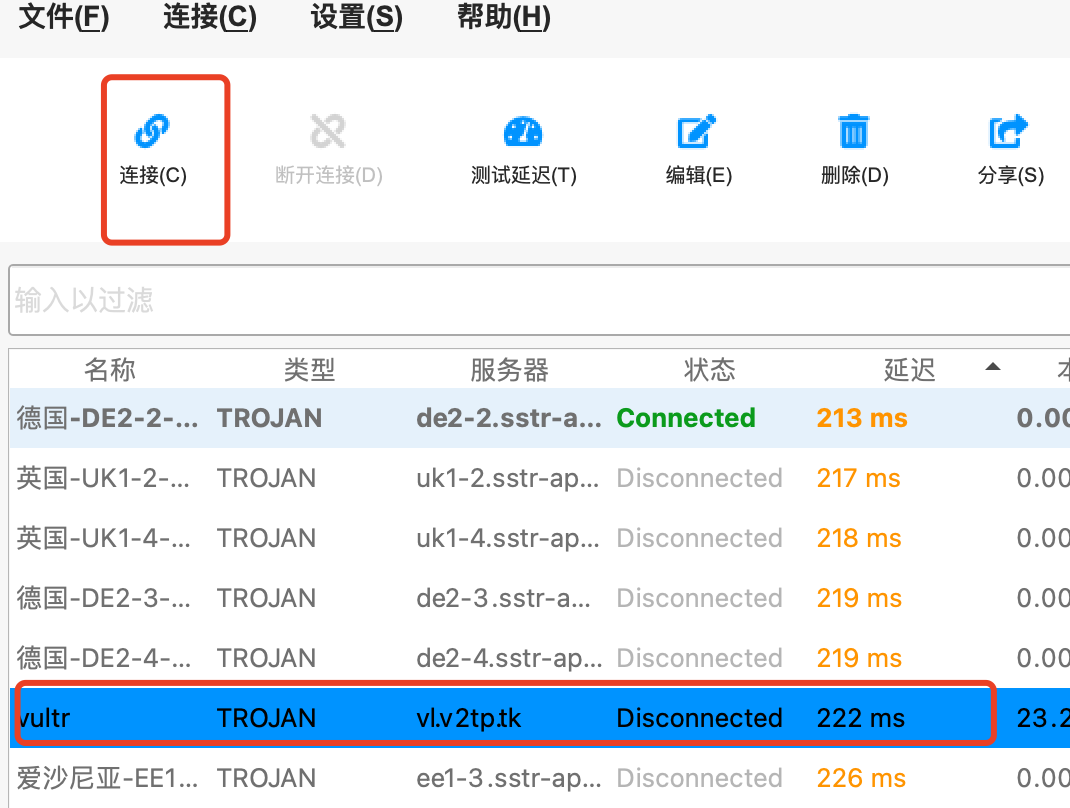 文件(F) 连接(C) 设置(S) 帮助(H)
连接(C) 断开连接(D) 测试延迟(T) 编辑(E) 删除(D) 分享(S)
输入以过滤
名称 类型 服务器 状态 延迟
德国-DE2-2-... TROJAN de2-2.sstr-a... Connected 213 ms 0.00
英国-UK1-2-... TROJAN uk1-2.sstr-ap... Disconnected 217 ms 0.00
英国-UK1-4-... TROJAN uk1-4.sstr-ap... Disconnected 218 ms 0.00
德国-DE2-3-... TROJAN de2-3.sstr-a... Disconnected 219 ms 0.00
德国-DE2-4-... TROJAN de2-4.sstr-ap... Disconnected 219 ms 0.00
vultr TROJAN vl.v2tp.tk Disconnected 222 ms 23.2
爱沙尼亚-EE1... TROJAN ee1-3.sstr-ap... Disconnected 226 ms 0.00